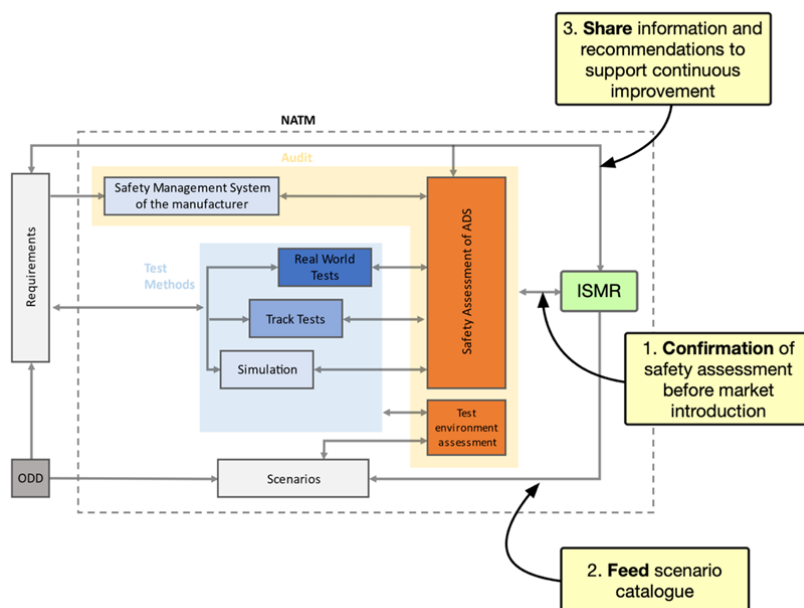 3. Share information and
recommendations to
support continuous
improvement
NATM
Audit
Safety Management System
of the manufacturer
Requirements
Test
Methods
Real World
Tests
Track Tests
Simulation
Safety Assessment of ADS
ISMR
1. Confirmation of
safety assessment
before market
introduction
Test
environment
assessment
ODD
Scenarios
2. Feed scenario
catalogue